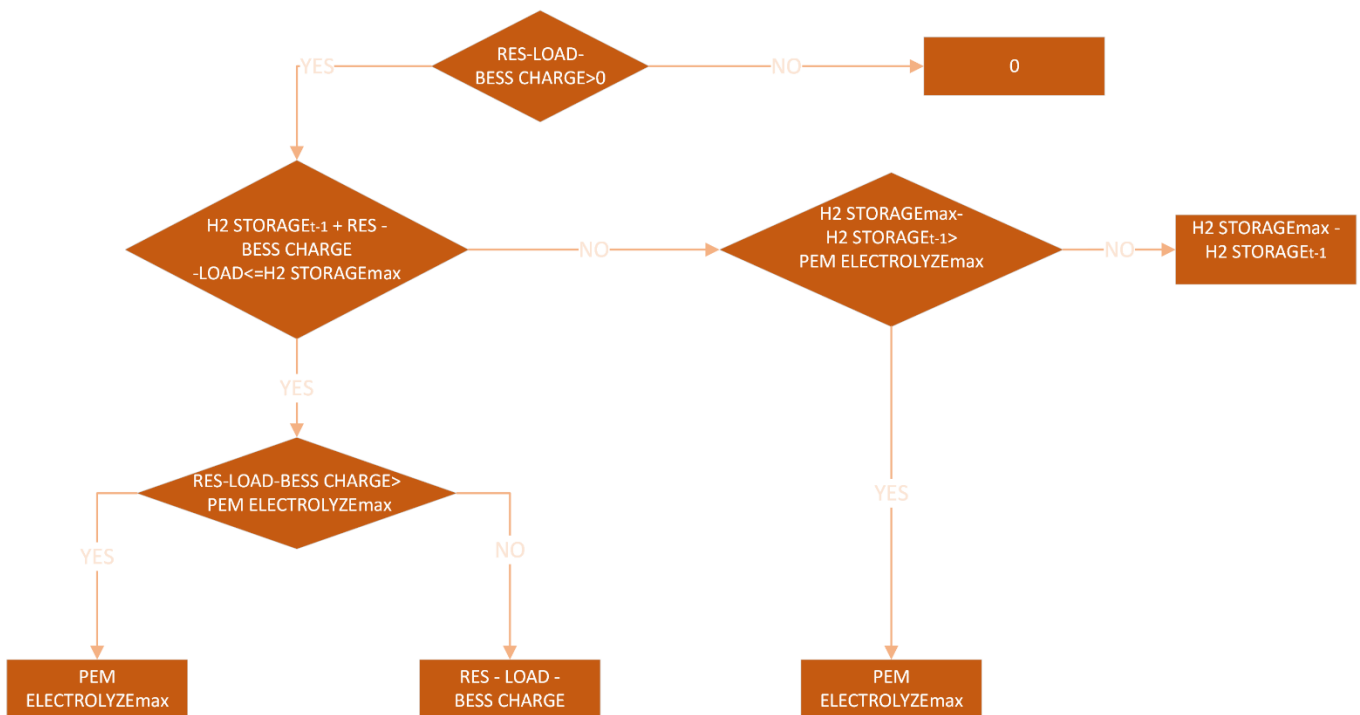 RES-LOAD-
BESS CHARGE>0
YES
NO
0
H2 STORAGEt-1 + RES -
BESS CHARGE
-LOAD<=H2 STORAGEmax
NO
H2 STORAGEmax-
H2 STORAGEt-1>
PEM ELECTROLYZEmax
NO
H2 STORAGEmax -
H2 STORAGEt-1
YES
RES-LOAD-BESS CHARGE>
PEM ELECTROLYZEmax
YES
YES
NO
PEM
ELECTROLYZEmax
RES - LOAD -
BESS CHARGE
PEM
ELECTROLYZEmax